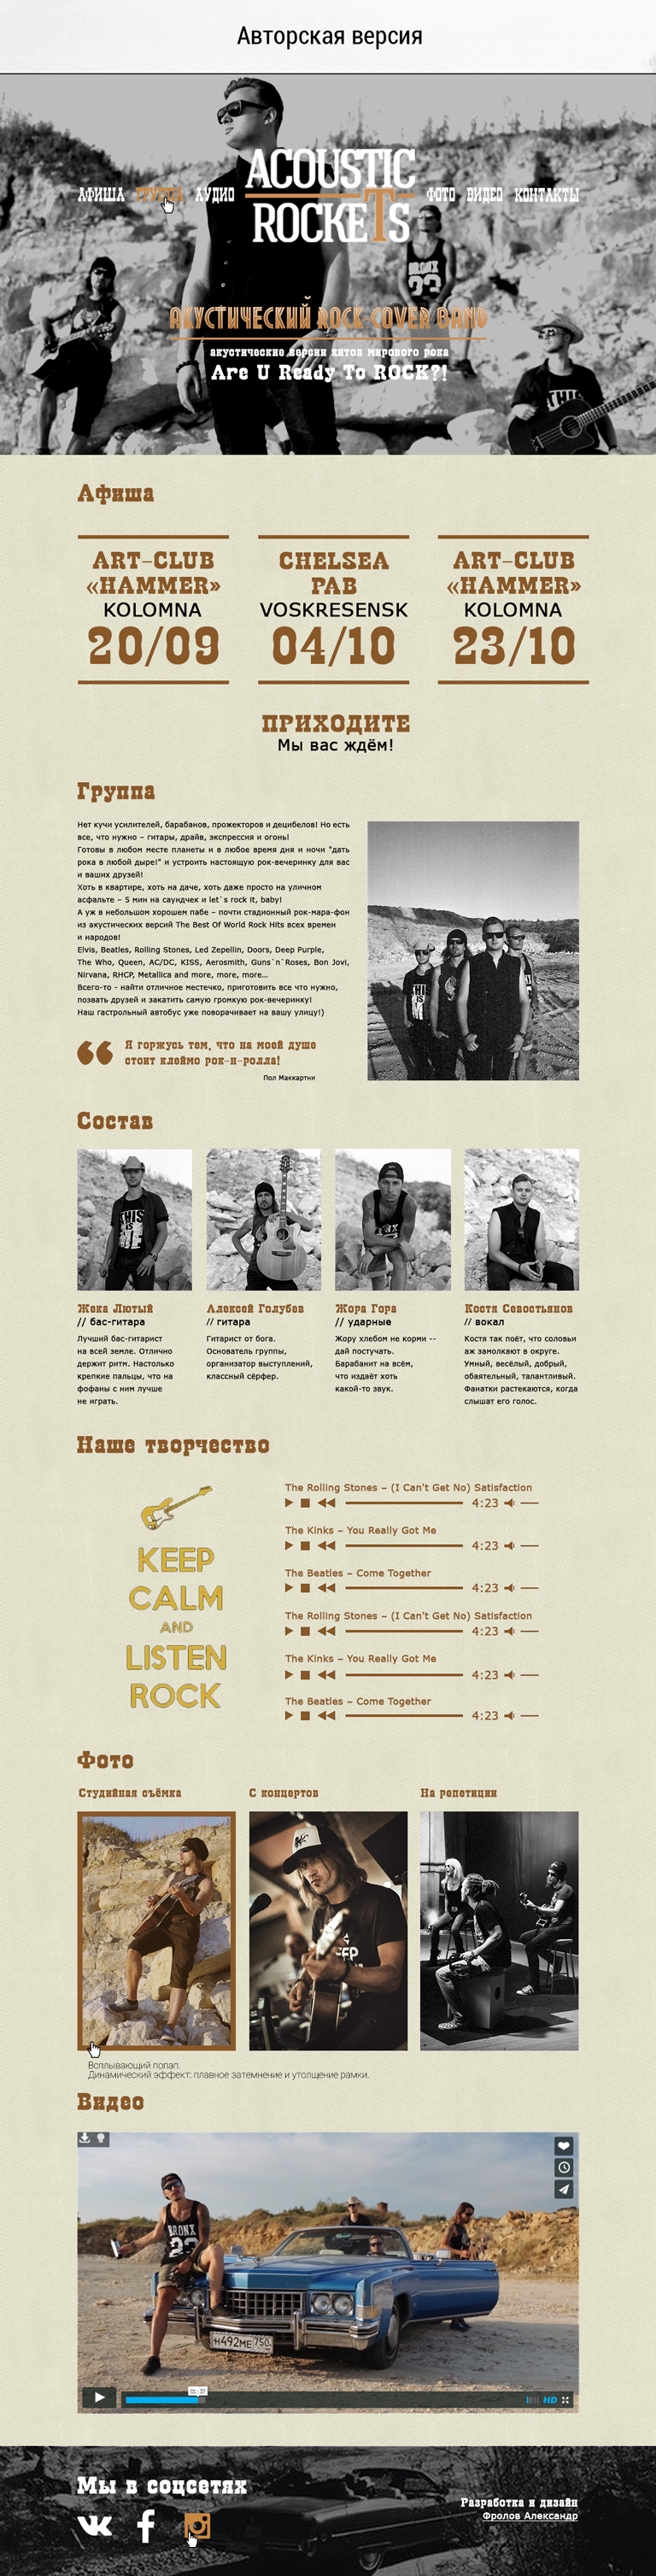 Авторская версия
АФИША ГРУППА АУДИО
ACOUSTIC
ROCKETS
ФОТО ВИДЕО КОНТАКТЫ
АКУСТИЧЕСКИЙ ROCK-COVER BAND
акустические версии хитов мирового рока
Are U Ready To ROCK?!
Афиша
ART-CLUB
«HAMMER»
KOLOMNA
20/09
CHELSEA
PAB
VOSKRESENSK
04/10
ART-CLUB
«HAMMER»
KOLOMNA
23/10
ПРИХОДИТЕ
Мы вас ждём!
Группа
Нет кучи усилителей, барабанов, прожекторов и децибелов! Но есть
все, что нужно – гитары, драйв, экспрессия и огонь!
Готовы в любом месте планеты и в любое время дня и ночи "дать
рока в любой дыре!" и устроить настоящую рок-вечеринку для вас
и ваших друзей!
Хоть в квартире, хоть на даче, хоть даже просто на уличном
асфальте – 5 мин на саундчек и let`s rock it, baby!
А уж в небольшом хорошем пабе – почти стадионный рок-мара-фон
из акустических версий The Best Of World Rock Hits всех времен
и народов!
Elvis, Beatles, Rolling Stones, Led Zepellin, Doors, Deep Purple,
The Who, Queen, AC/DC, KISS, Aerosmith, Guns`n`Roses, Bon Jovi,
Nirvana, RHCP, Metallica and more, more, more...
Всего-то - найти отличное местечко, приготовить все что нужно,
позвать друзей и закатить самую громкую рок-вечеринку!
Наш гастрольный автобус уже поворачивает на вашу улицу!)
Я горжусь тем, что на моей душе
стоит клеймо рок-н-ролла!
Пол Маккартни
Состав
THIS
IS
Жека Лютый
// бас-гитара
Лучший бас-гитарист
на всей земле. Отлично
держит ритм. Настолько
крепкие пальцы, что на
фофаны с ним лучше
не играть.
Алексей Голубев
// гитара
Гитарист от бога.
Основатель группы,
организатор выступлений,
классный сёрфер.
Жора Гора
// ударные
Жору хлебом не корми --
дай постучать.
Барабанит на всём,
что издаёт хоть
какой-то звук.
Костя Севостьянов
// вокал
Костя так поёт, что соловьи
аж замолкают в округе.
Умный, весёлый, добрый,
обаятельный, талантливый.
Фанатки растекаются, когда
слышат его голос.
Наше творчество
KEEP
CALM
AND
LISTEN
ROCK
The Rolling Stones – (I Can't Get No) Satisfaction
4:23
The Kinks – You Really Got Me
4:23
The Beatles – Come Together
4:23
The Rolling Stones – (I Can't Get No) Satisfaction
4:23
The Kinks – You Really Got Me
4:23
The Beatles – Come Together
4:23
Фото
Студийная съёмка
С концертов
На репетиции
Всплывающий попап.
Динамический эффект: плавное затемнение и утолщение рамки.
Видео
BRONX
23
Н492МЕ 750
01:37
HD
Мы в соцсетях
Разработка и дизайн
Фролов Александр